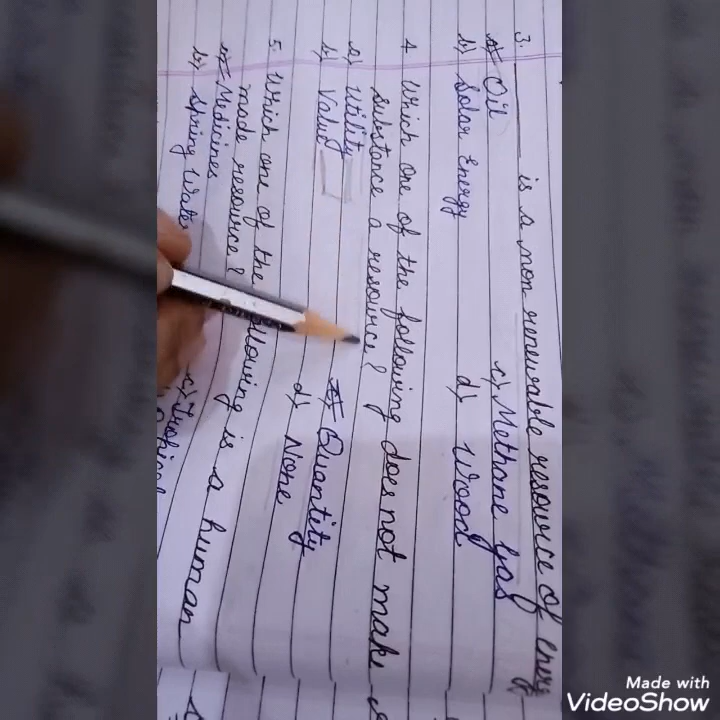 3. ______ is a non-renewable resource of
a) Oil c) Methane Gas
b) Solar Energy d) Wood
4. Which one of the following does not make
substance a resource?
a) Utility c) Quantity
b) Value d) None
5. Which one of the following is a human
made resource?
a) Medicines c)
b) Spring Water
Made with
VideoShow